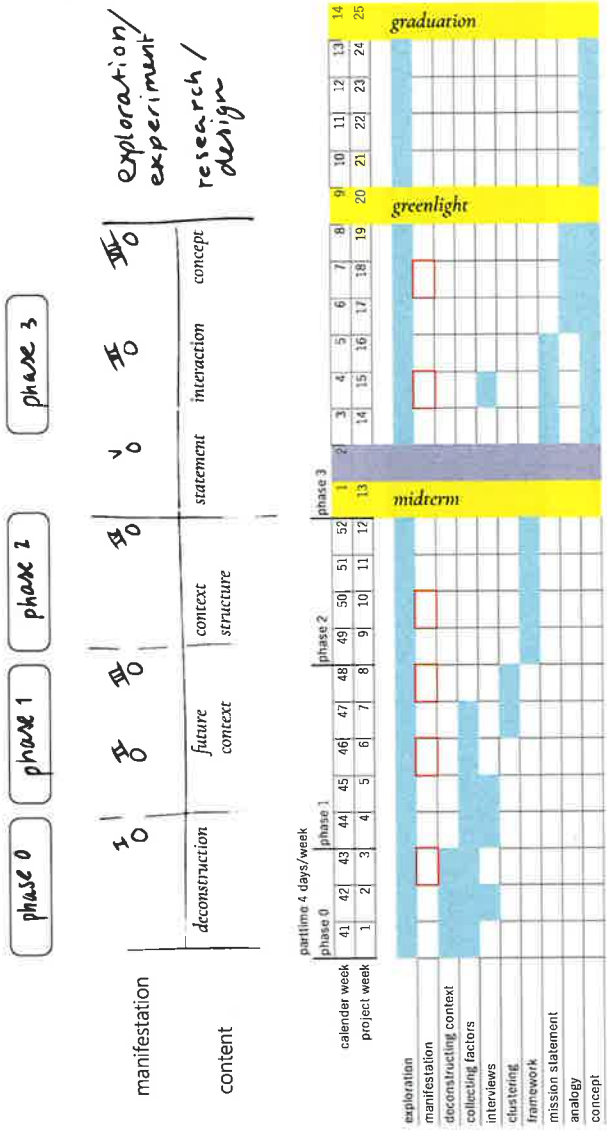 phase 0
phase 1
phase 2
phase 3
manifestation
exploration/
experiment/
content
research/
design
deconstruction
future
context
context
structure
statement
interaction
concept
parttime 4 days/week
phase 0
phase 1
phase 2
phase 3
calender week 41 42 43 44 45 46 47 48 49 50 51 52 1 2 3 4 5 6 7 8 9 10 11 12 13 14
project week 1 2 3 4 5 6 7 8 9 10 11 12 13 14 15 16 17 18 19 20 21 22 23 24 25
midterm
greenlight
graduation
exploration
manifestation
deconstructing context
collecting factors
interviews
clustering
framework
mission statement
analogy
concept